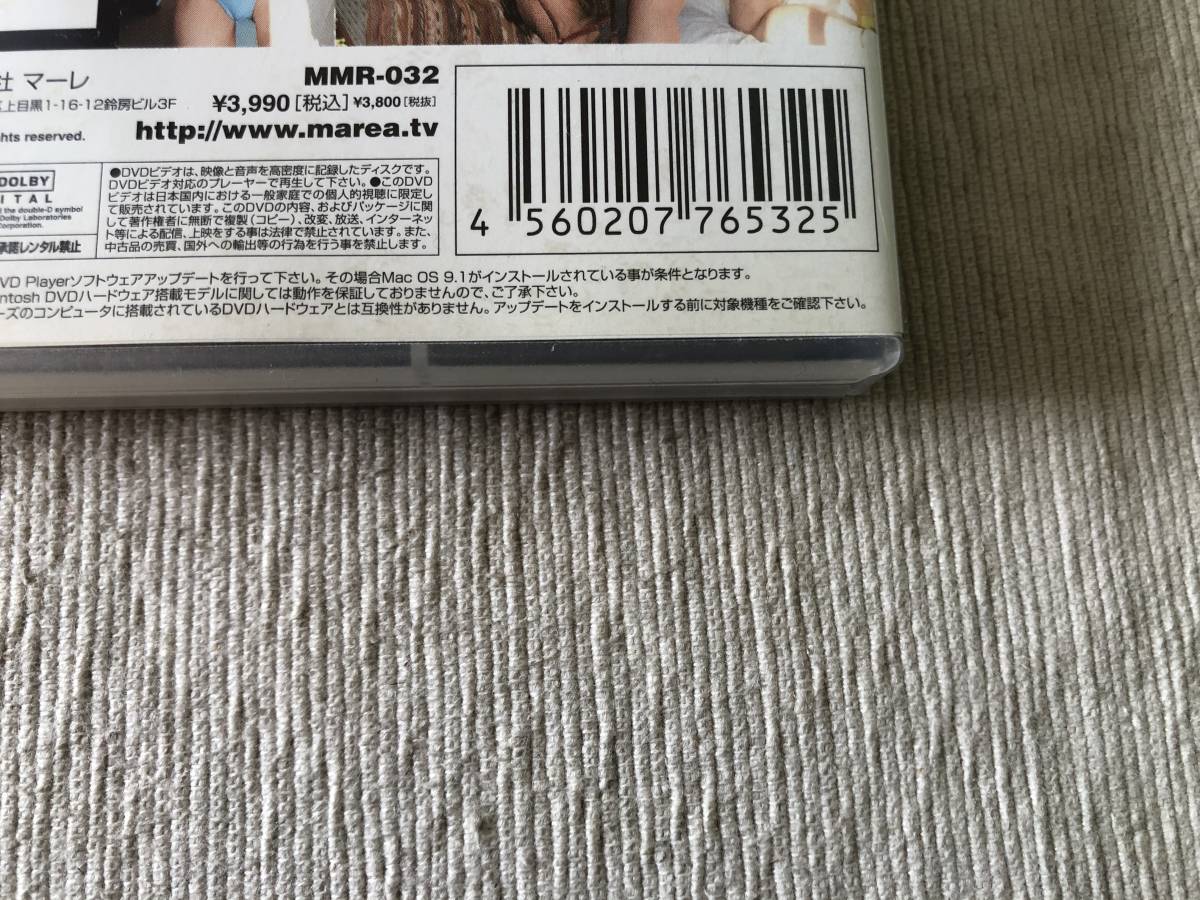 社 マーレ
上目黒1-16-12鈴房ビル3F
hts reserved.
MMR-032
¥3,990[税込]¥3,800[税抜]
http://www.marea.tv
DOLBY
ITAL
the double-D symbol
Dolby Laboratories
Corporation.
承諾レンタル禁止
●DVDビデオは、映像と音声を高密度に記録したディスクです。
DVDビデオ対応のプレーヤーで再生して下さい。●このDVD
ビデオは日本国内における一般家庭での個人的視聴に限定し
て販売されています。このDVDの内容、およびパッケージに関
して著作権者に無断で複製(コピー)、改変、放送、インターネッ
ト等による配信、上映をする事は法律で禁止されています。また、
中古品の売買、国外への輸出等の行為を行う事を禁止します。
4 560207 765325
VD Playerソフトウェアアップデートを行って下さい。その場合Mac OS 9.1がインストールされている事が条件となります。
ntosh DVDハードウェア搭載モデルに関しては動作を保証しておりませんので、ご了承下さい。
ーズのコンピュータに搭載されているDVDハードウェアとは互換性がありません。アップデートをインストールする前に対象機種をご確認下さい。